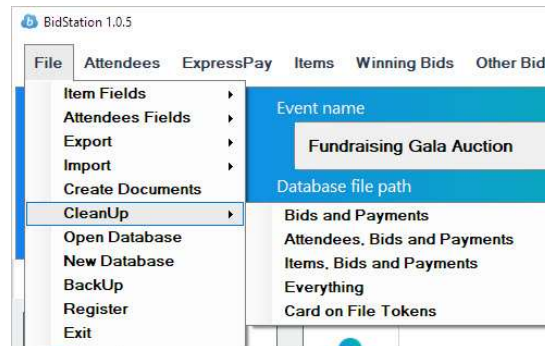 BidStation 1.0.5
File Attendees ExpressPay Items Winning Bids Other Bid
Item Fields
Attendees Fields
Export
Import
Create Documents
CleanUp
Open Database
New Database
BackUp
Register
Exit
Event name
Fundraising Gala Auction
Database file path
Bids and Payments
Attendees, Bids and Payments
Items, Bids and Payments
Everything
Card on File Tokens